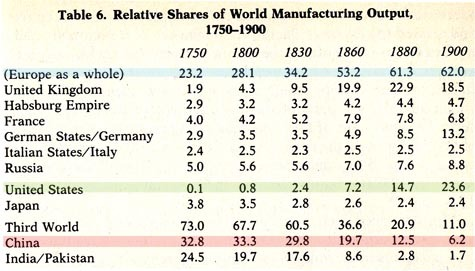 Table 6. Relative Shares of World Manufacturing Output,
1750–1900
1750 1800 1830 1860 1880 1900
(Europe as a whole) 23.2 28.1 34.2 53.2 61.3 62.0
United Kingdom 1.9 4.3 9.5 19.9 22.9 18.5
Habsburg Empire 2.9 3.2 3.2 4.2 4.4 4.7
France 4.0 4.2 5.2 7.9 7.8 6.8
German States/Germany 2.9 3.5 3.5 4.9 8.5 13.2
Italian States/Italy 2.4 2.5 2.3 2.5 2.5 2.5
Russia 5.0 5.6 5.6 7.0 7.6 8.8
United States 0.1 0.8 2.4 7.2 14.7 23.6
Japan 3.8 3.5 2.8 2.6 2.4 2.4
Third World 73.0 67.7 60.5 36.6 20.9 11.0
China 32.8 33.3 29.8 19.7 12.5 6.2
India/Pakistan 24.5 19.7 17.6 8.6 2.8 1.7